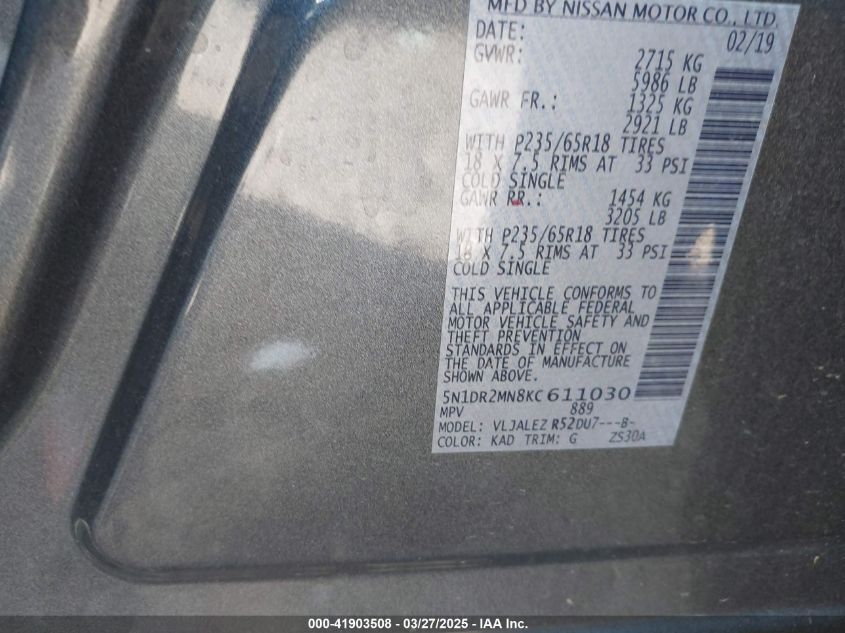 MFD BY NISSAN MOTOR CO., LTD.
DATE: 02/19
GVWR: 2715 KG
5986 LB
GAWR FR.: 1325 KG
2921 LB
WITH P235/65R18 TIRES
18 X 7.5 RIMS AT 33 PSI
COLD SINGLE
GAWR RR.: 1454 KG
3205 LB
WITH P235/65R18 TIRES
18 X 7.5 RIMS AT 33 PSI
COLD SINGLE
THIS VEHICLE CONFORMS TO
ALL APPLICABLE FEDERAL
MOTOR VEHICLE SAFETY AND
THEFT PREVENTION
STANDARDS IN EFFECT ON
THE DATE OF MANUFACTURE
SHOWN ABOVE.
5N1DR2MN8KC611030
MPV 889
MODEL: VLJALEZ R52DU7---B-
COLOR: KAD TRIM: G ZS30A
000-41903508 - 03/27/2025 - IAA Inc.